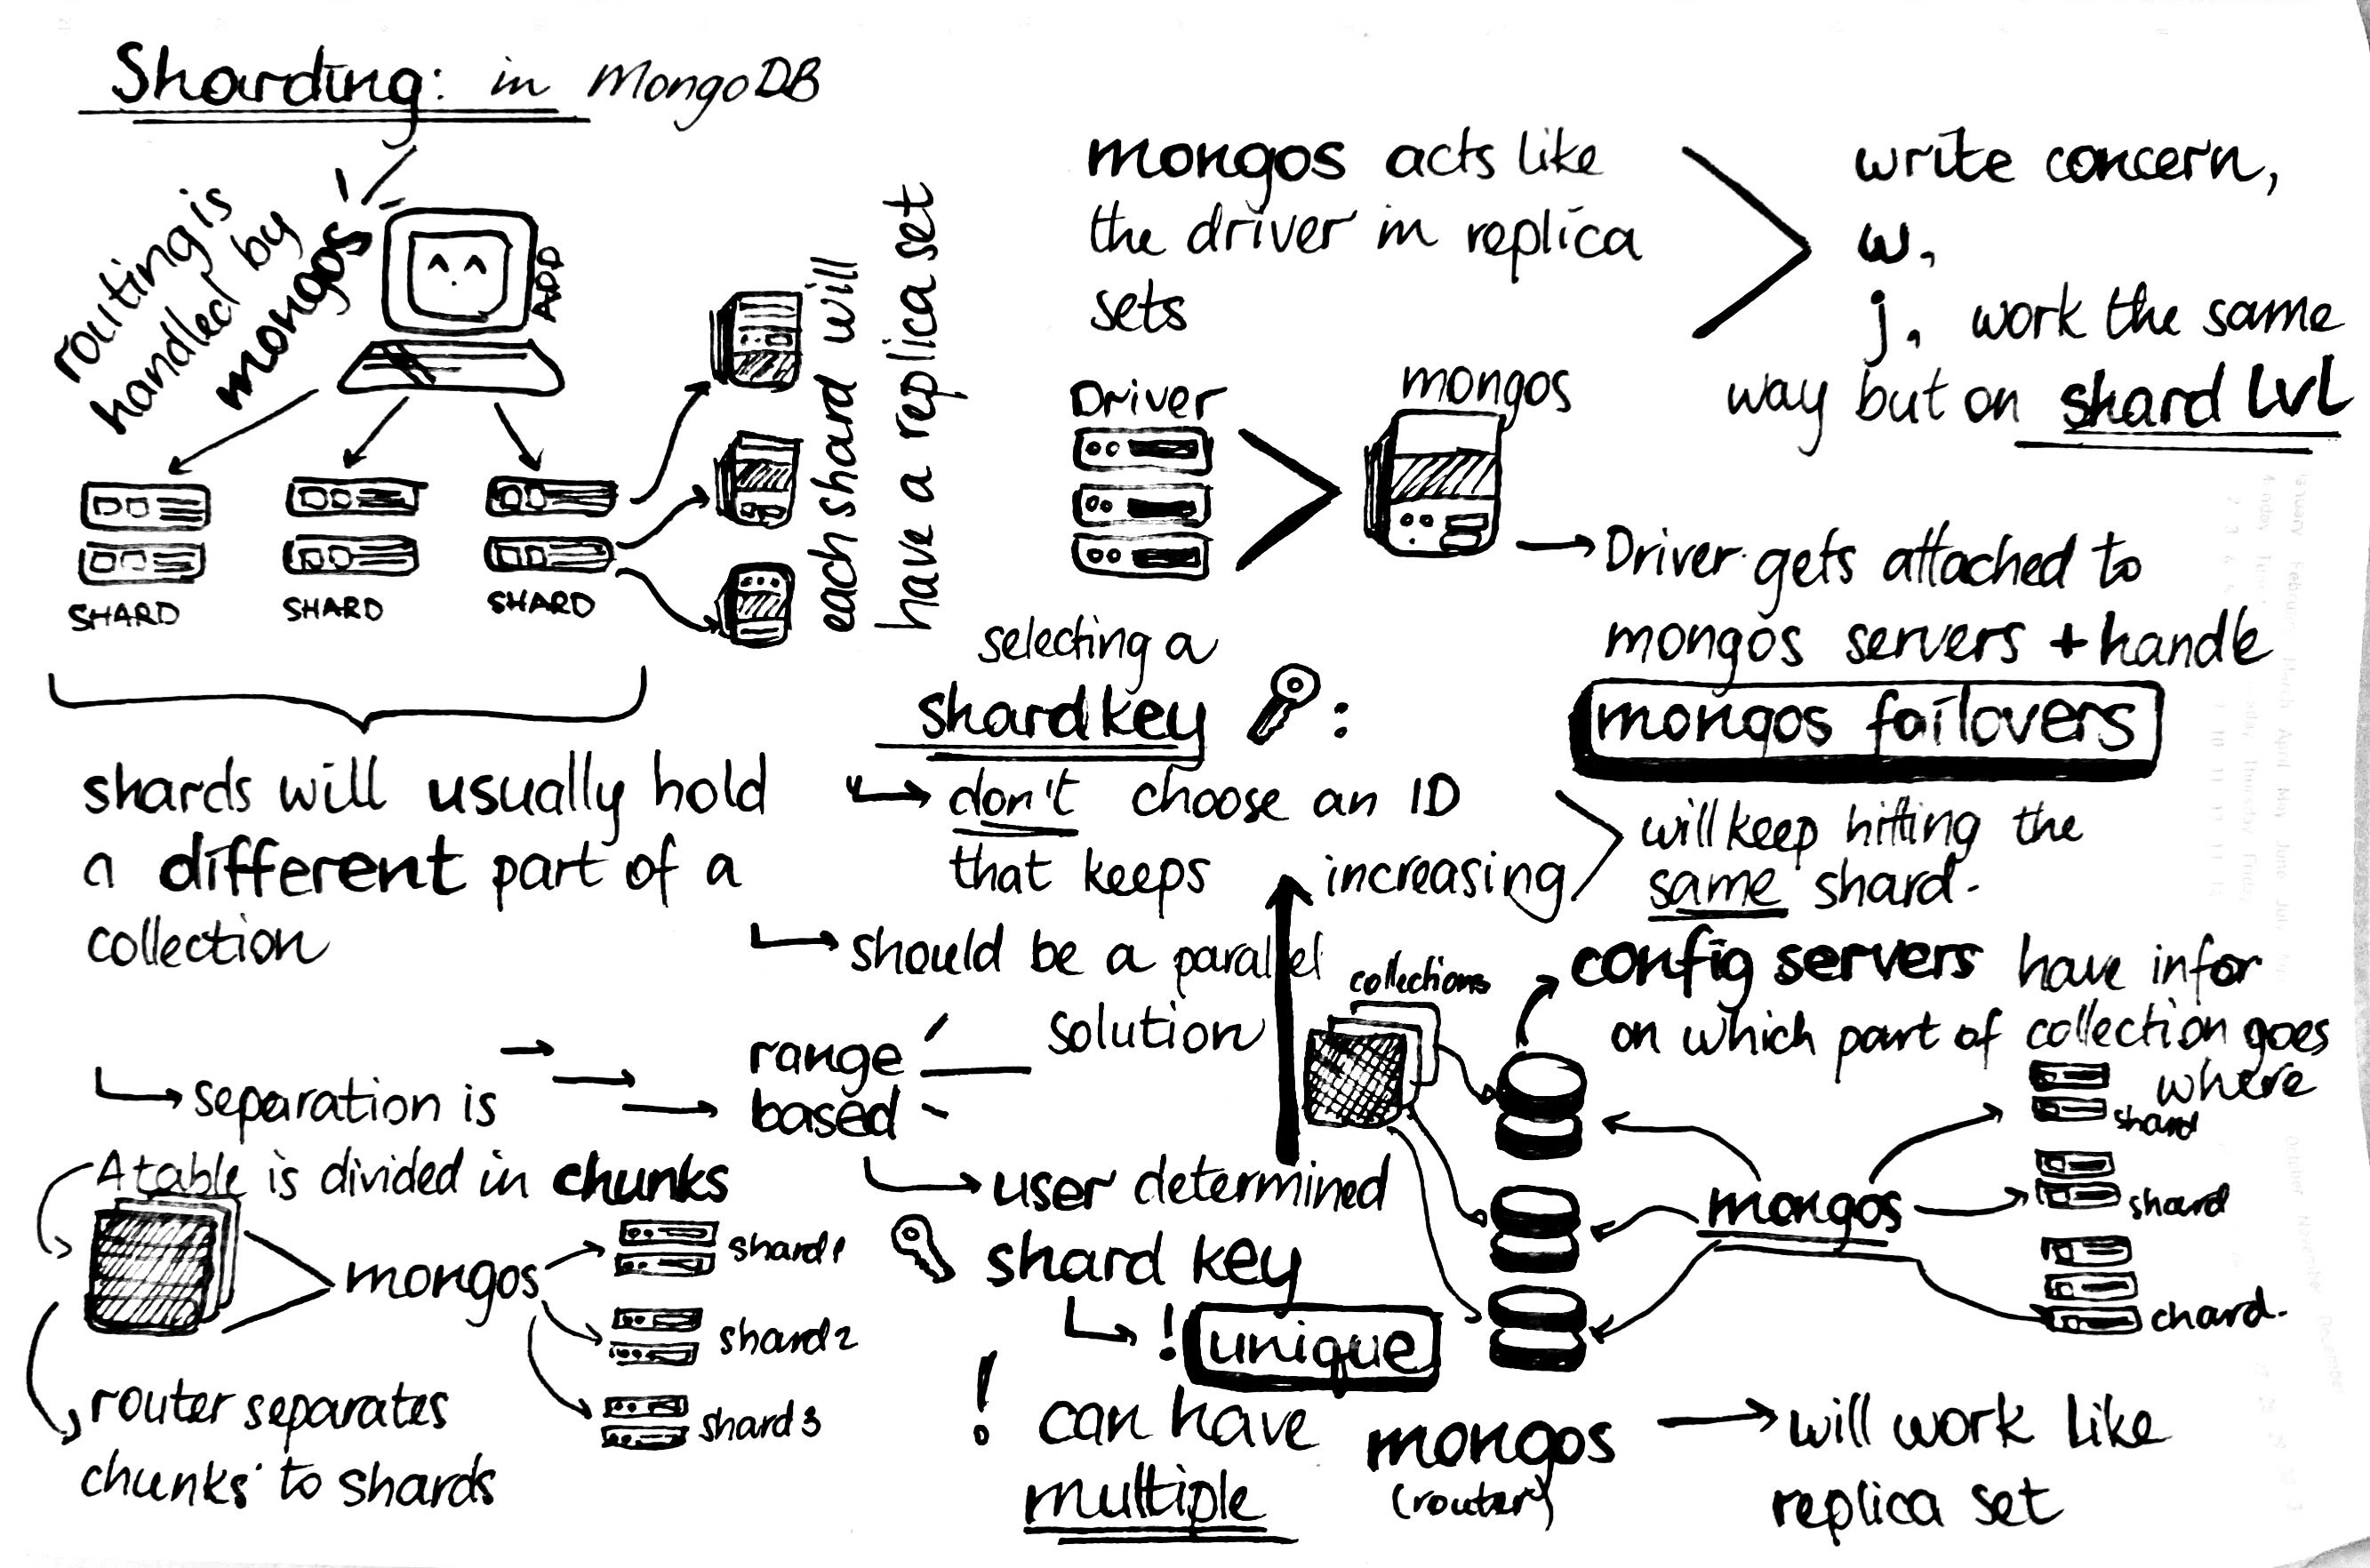 Sharding: in MongoDB
routing is
handled by
mongos!
APP
SHARD
SHARD
SHARD
each shard will
have a replica set
shards will usually hold
a different part of a
collection
separation is
range
based
A table is divided in chunks
mongos
shard 1
shard 2
shard 3
router separates
chunks to shards
mongos acts like
the driver in replica
sets
write concern,
w,
j, work the same
way but on shard lvl
Driver
mongos
Driver gets attached to
mongos servers + handle
mongos failovers
selecting a
shard key :
don't choose an ID
that keeps increasing
will keep hitting the
same shard.
should be a parallel
solution
user determined
shard key
! unique
collections
config servers have infor
on which part of collection goes
where
mongos
shard
shard
chard.
! can have mongos
multiple (router)
will work like
replica set